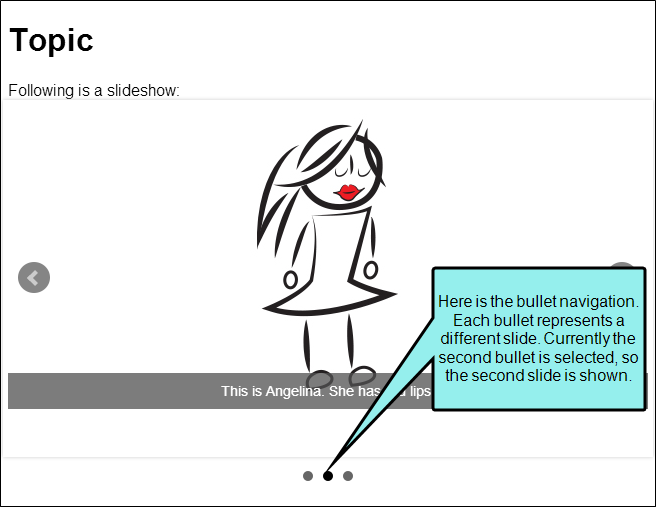 Topic
Following is a slideshow:
Here is the bullet navigation.
Each bullet represents a
different slide. Currently the
second bullet is selected, so
the second slide is shown.
This is Angelina. She has lips